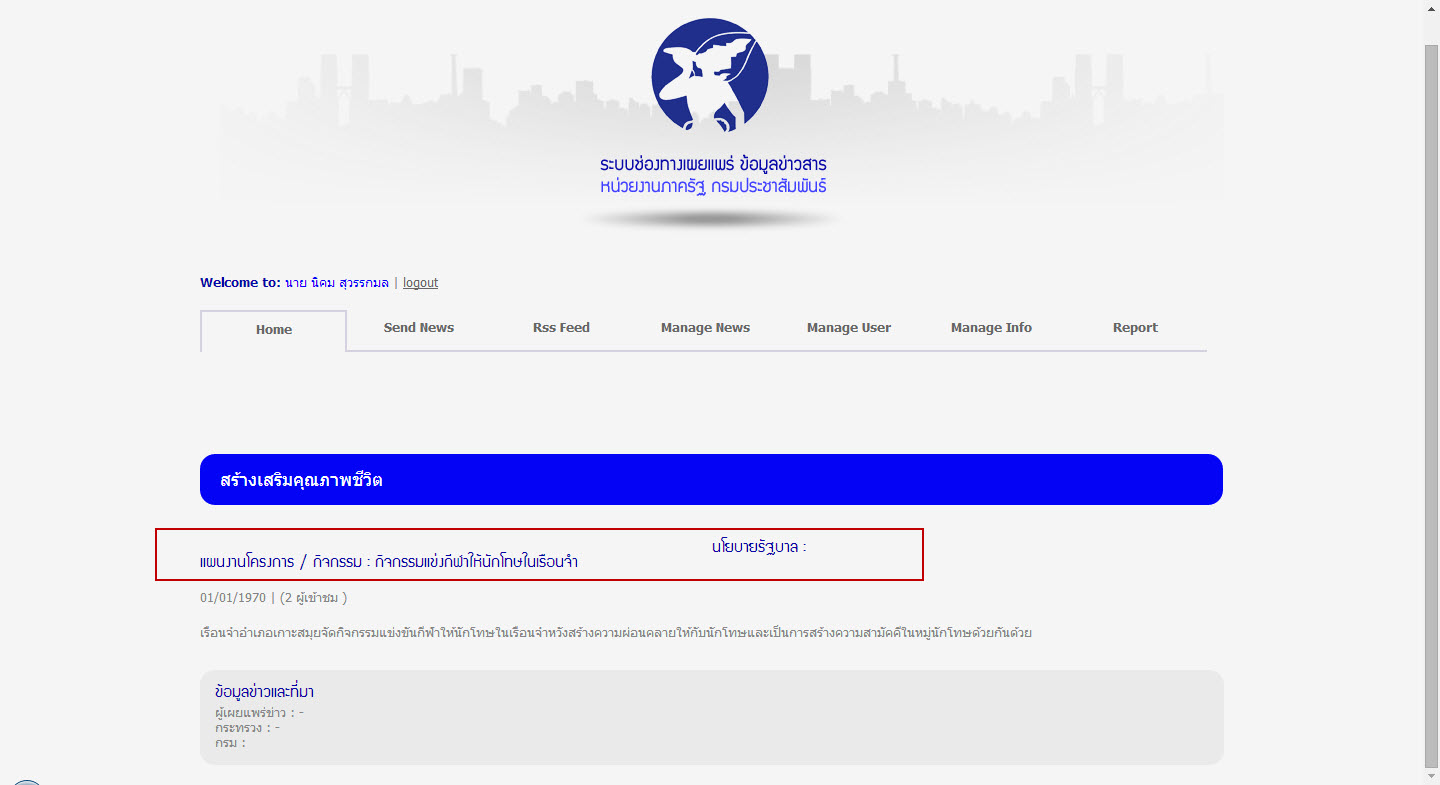 ระบบช่องทางเผยแพร่ ข้อมูลข่าวสาร
หน่วยงานภาครัฐ กรมประชาสัมพันธ์
Welcome to: นาย นิคม สุวรรกมล | logout
Home Send News Rss Feed Manage News Manage User Manage Info Report
สร้างเสริมคุณภาพชีวิต
นโยบายรัฐบาล :
แผนงานโครงการ / กิจกรรม : กิจกรรมแข่งกีฬาให้นักโทษในเรือนจำ
01/01/1970 | (2 ผู้เข้าชม )
เรือนจำอำเภอเกาะสมุยจัดกิจกรรมแข่งขันกีฬาให้นักโทษในเรือนจำหวังสร้างความผ่อนคลายให้กับนักโทษและเป็นการสร้างความสามัคคีในหมู่นักโทษด้วยกันด้วย
ข้อมูลข่าวและที่มา
ผู้เผยแพร่ข่าว : -
กระทรวง : -
กรม :